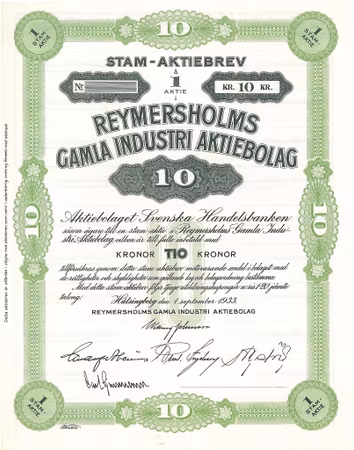 10
1
STAM-
AKTIE
1
STAM-
AKTIE
STAM-AKTIEBREV
å
1
AKTIE
№
KR. 10 KR.
REYMERSHOLMS
GAMLA INDUSTRI AKTIEBOLAG
10
10
10
Aktiebolaget Svenska Handelsbanken
såsom ägare till en stam-aktie i Reymersholms Gamla Indu-
stri Aktiebolag vilken är till fullo inbetald med
KRONOR TIO KRONOR
tillförsäkras genom detta stam-aktiebrev motsvarande andel i bolaget med
de rättigheter och skyldigheter som gällande lag och bolagsordning
Med detta stam-aktiebrev följa kuponger nris 1-20 jämte
talong:
Hälsingborg den 1 september 1933.
REYMERSHOLMS GAMLA INDUSTRI AKTIEBOLAG
1
STAM-
AKTIE
10
1
STAM-
AKTIE